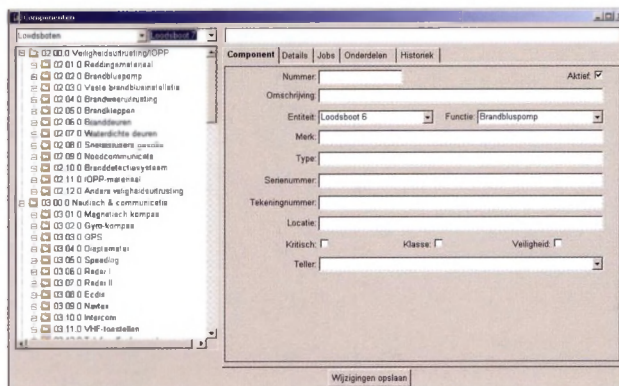 Componenten
Loodsboten Loodsboot 7
02 00.0 Veiligheidsuitrusting/IOPP
02 01 0 Reddingsmateriaal
02 02 0 Brandbluspomp
02 03 0 Vaste brandblusinstallatie
02 04 0 Brandweeruitrusting
02 05 0 Brandkleppen
02 06 0 Branddeuren
02 07 0 Waterdichte deuren
02 08 0 Snelafsluiters
02 09 0 Noodcommunicatie
02 10 0 Branddetectiesysteem
02 11 0 IOPP-materiaal
02 12 0 Andere veiligheidsuitrusting
03 00 0 Nautisch & communicatie
03 01 0 Magnetisch kompas
03 02 0 Gyro-kompas
03 03 0 GPS
03 04 0 Dieptemeter
03 05 0 Speedlog
03 06 0 Radar I
03 07 0 Radar II
03 08 0 Ecdis
03 09 0 Navtex
03 10 0 Intercom
03 11.0 VHF-toestellen
Component Details Jobs Onderdelen Historiek
Nummer: Aktief:
Omschrijving:
Entiteit: Loodsboot 6 Functie: Brandbluspomp
Merk:
Type:
Serienummer:
Tekeningnummer:
Locatie:
Kritisch: Klasse: Veiligheid:
Teller:
Wijzigingen opslaan